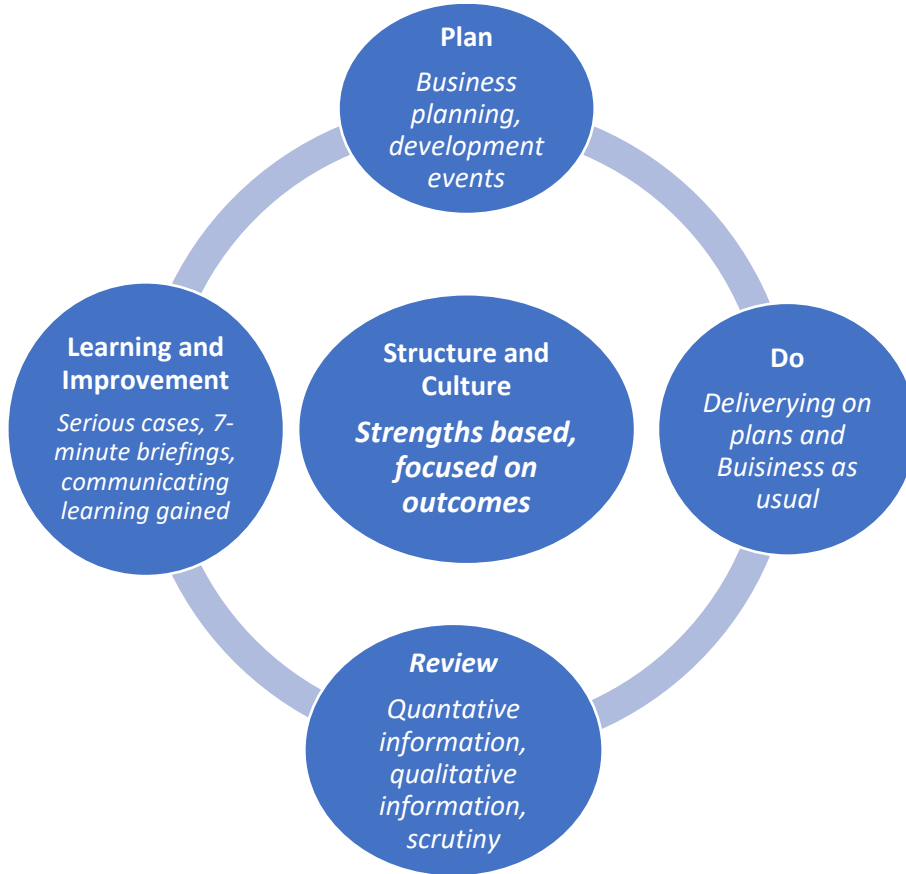 Plan
Business
planning,
development
events
Learning and
Improvement
Serious cases, 7-
minute briefings,
communicating
learning gained
Structure and
Culture
Strengths based,
focused on
outcomes
Do
Deliverying on
plans and
Buisiness as
usual
Review
Quantative
information,
qualitative
information,
scrutiny